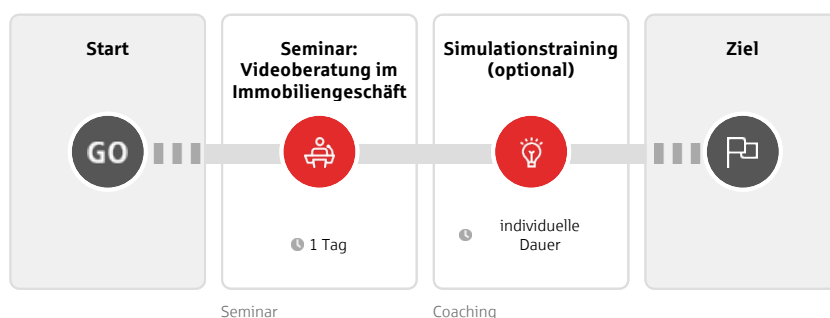 Start
Seminar:
Videoberatung im
Immobiliengeschäft
Simulationstraining
(optional)
Ziel
GO
1 Tag
individuelle
Dauer
Seminar
Coaching